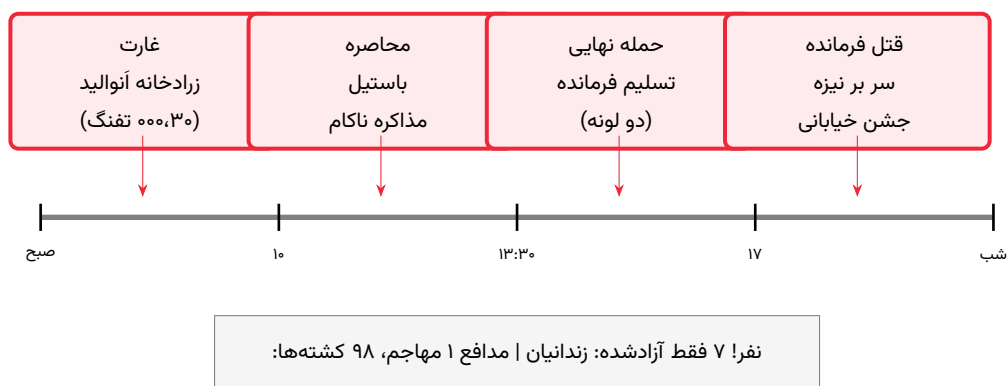 غارت
زرادخانه اَنوالید
(۰۰۰،۳۰ تفنگ)
محاصره
باستیل
مذاکره ناکام
حمله نهایی
تسلیم فرمانده
(دو لونه)
قتل فرمانده
سر بر نیزه
جشن خیابانی
صبح
۱۰
۱۳:۳۰
۱۷
شب
نفر! ۷ فقط آزادشده: زندانیان | مدافع ۱ مهاجم، ۹۸ کشته‌ها: